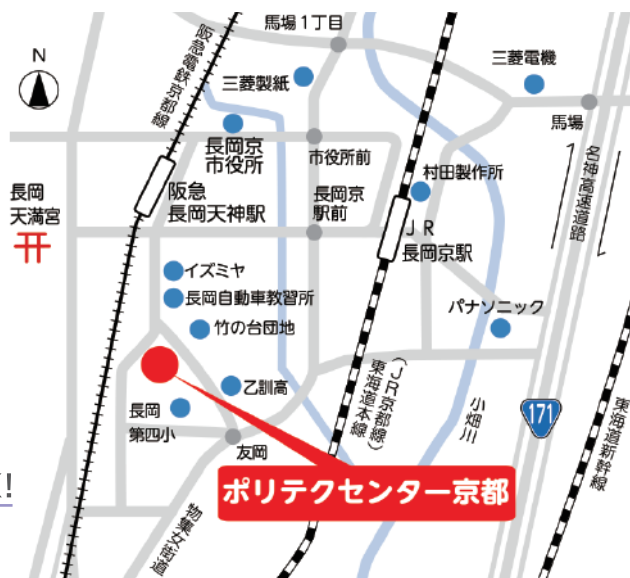 馬場1丁目
阪急電鉄京都線
N
三菱製紙
三菱電機
馬場
長岡京
市役所
市役所前
村田製作所
名神高速道路
長岡
天満宮
阪急
長岡天神駅
長岡京
駅前
JR
長岡京駅
イズミヤ
長岡自動車教習所
竹の台団地
パナソニック
乙訓高
長岡
第四小
友岡
(JR京都線)
東海道本線
小畑川
171
東海道新幹線
ポリテクセンター京都
物集女街道
!